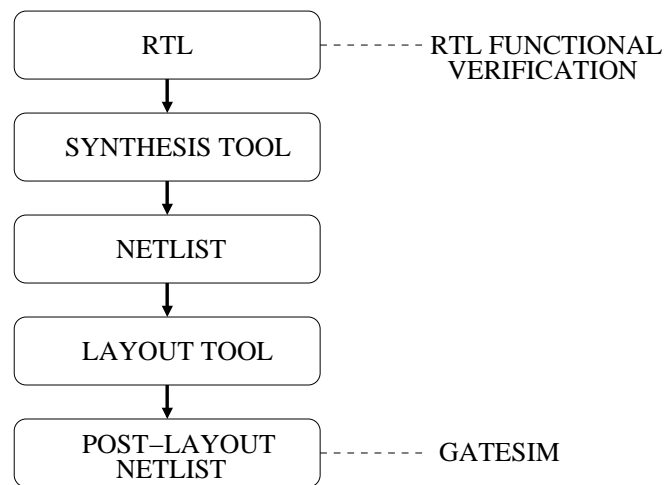 RTL
RTL FUNCTIONAL
VERIFICATION
SYNTHESIS TOOL
NETLIST
LAYOUT TOOL
POST−LAYOUT
NETLIST
GATESIM